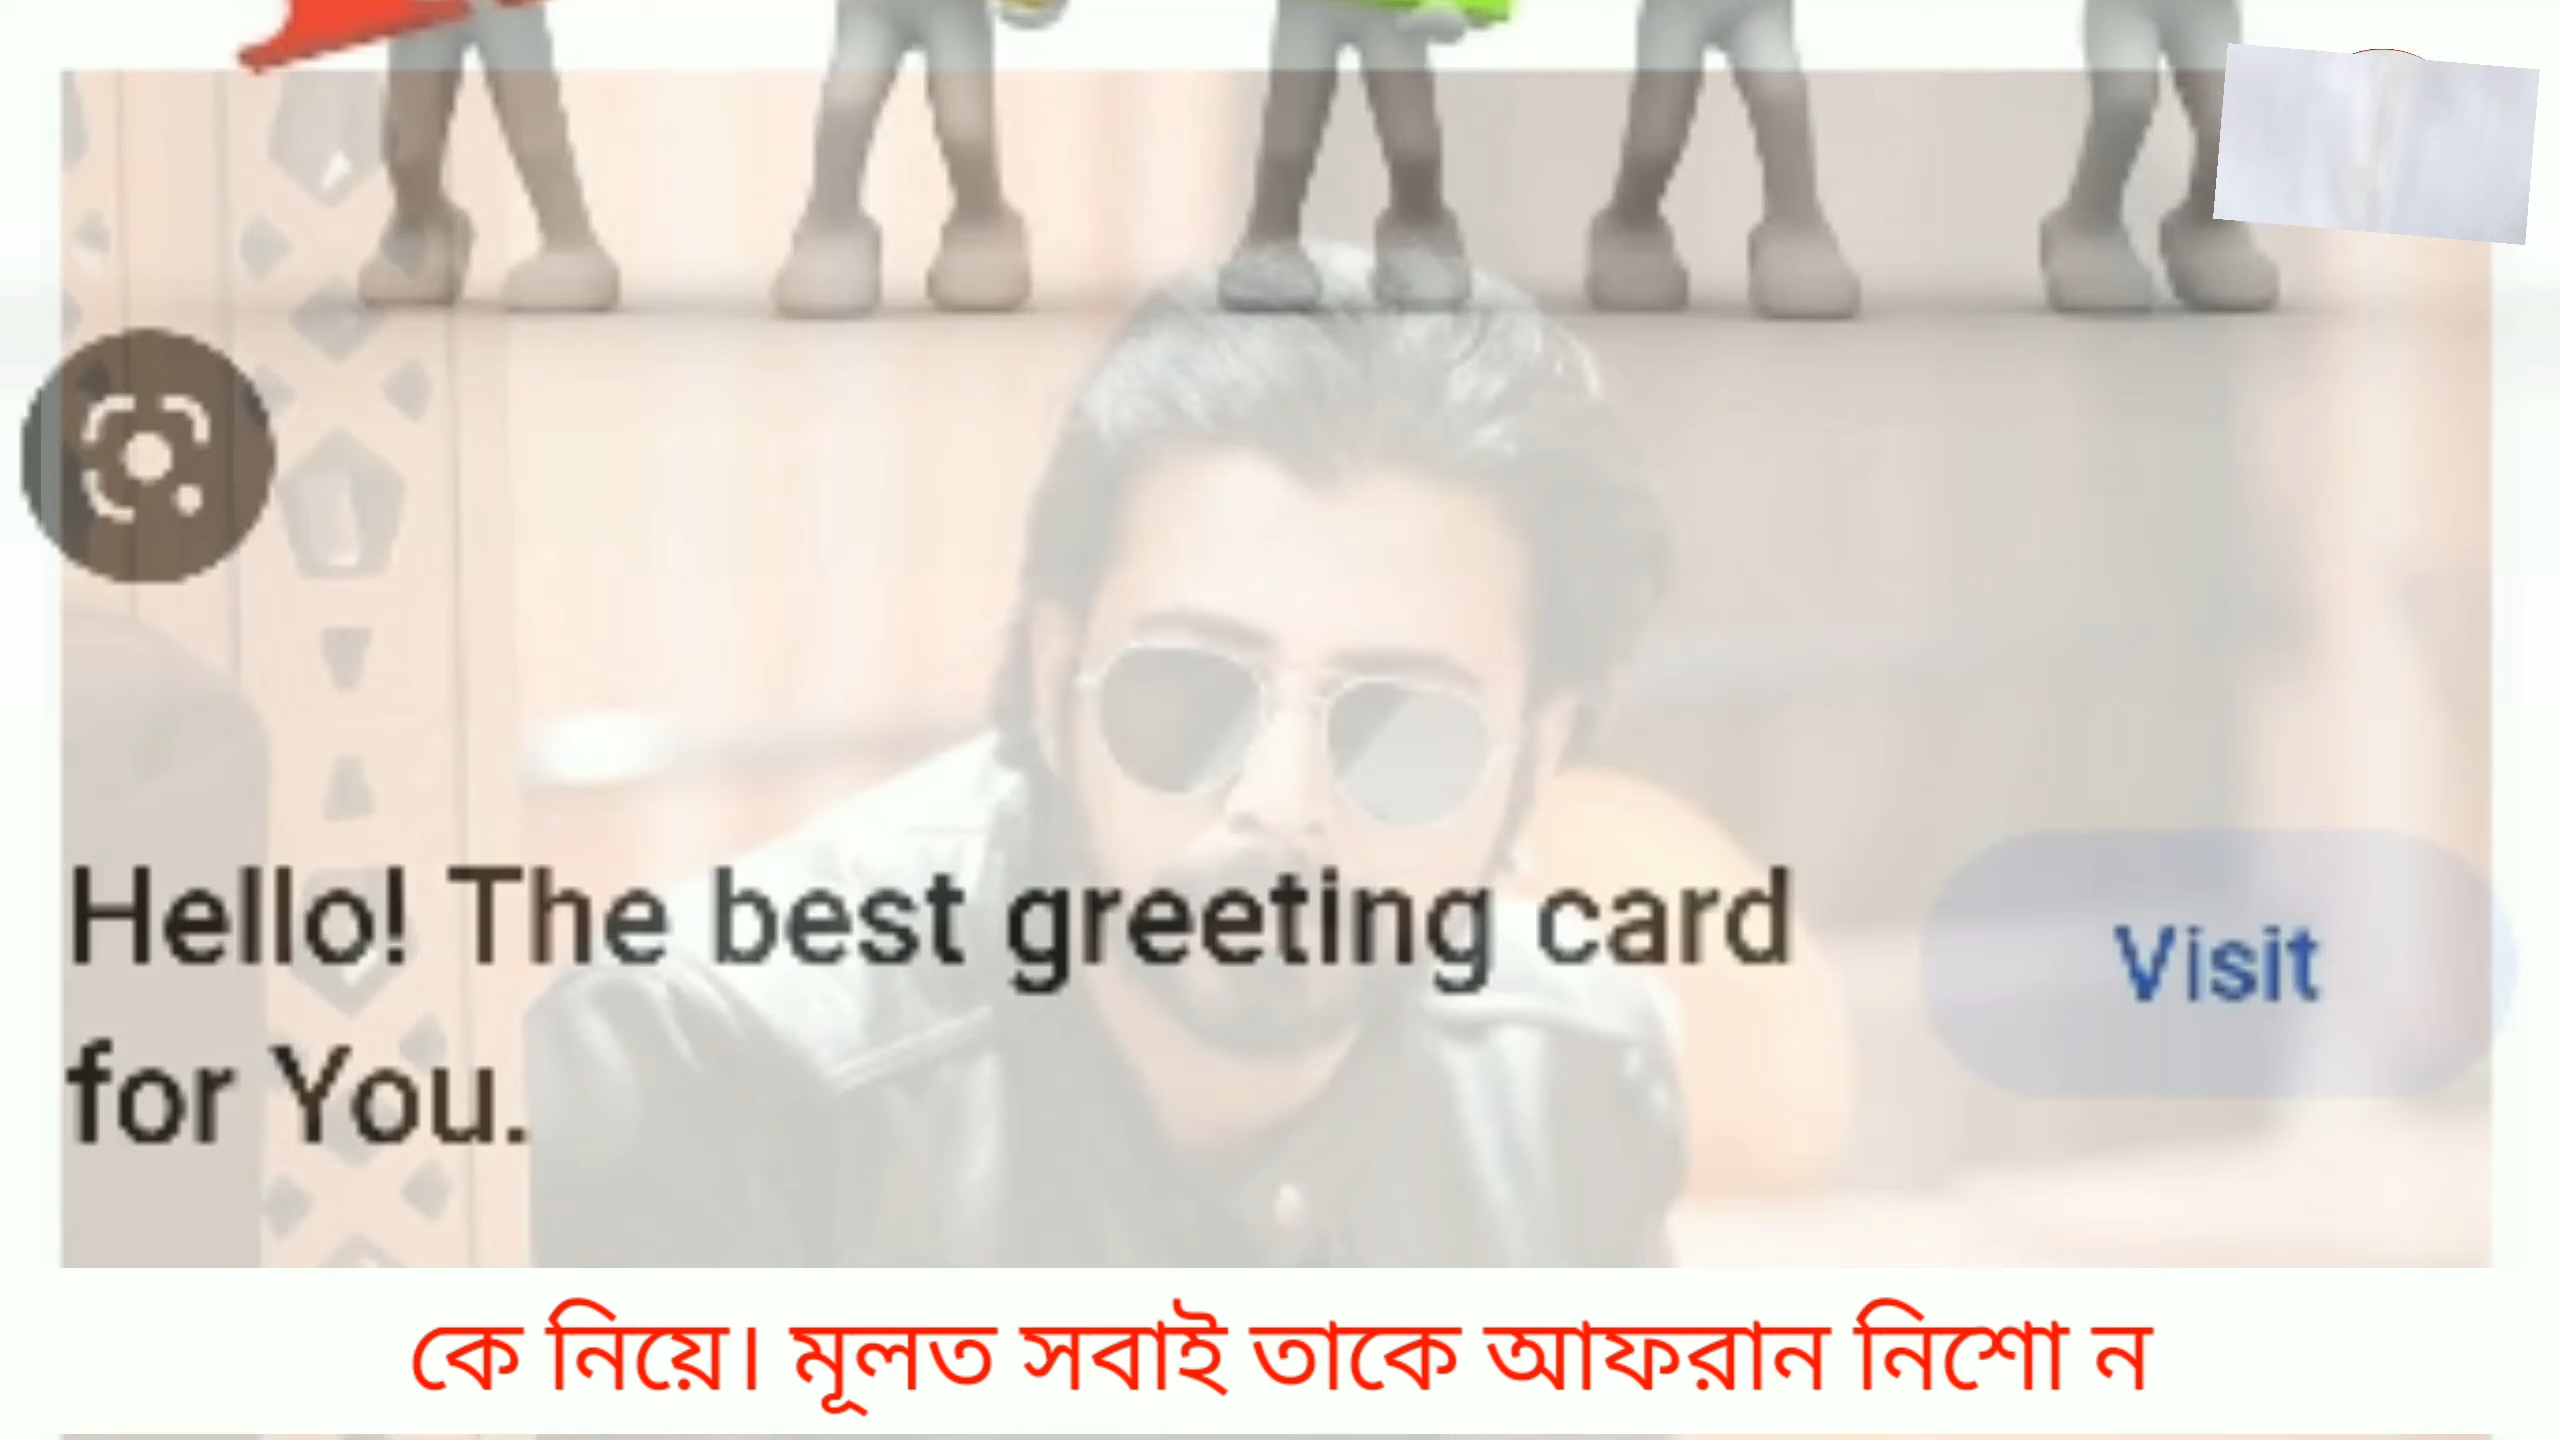 Hello! The best greeting card
for You.
Visit
কে নিয়ে। মূলত সবাই তাকে আফরান নিশো ন